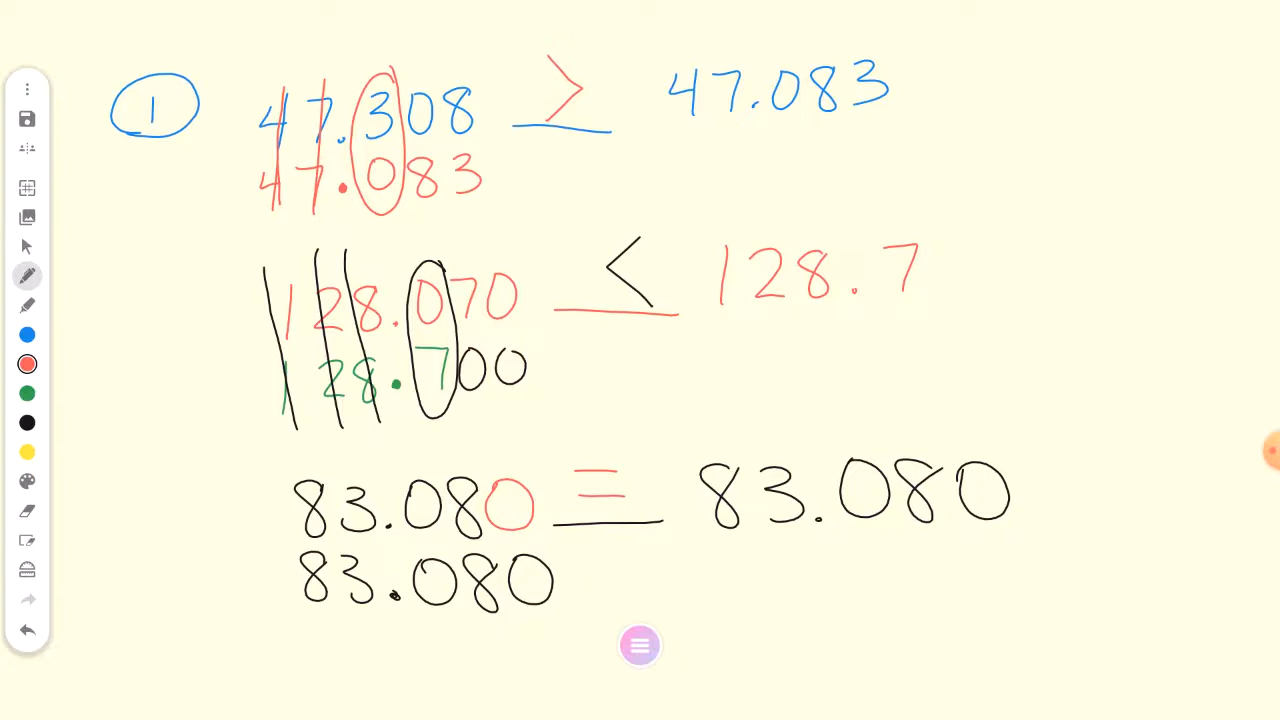 ① 47.308 > 47.083
47.083
128.070 < 128.7
128.700
83.080 = 83.080
83.080